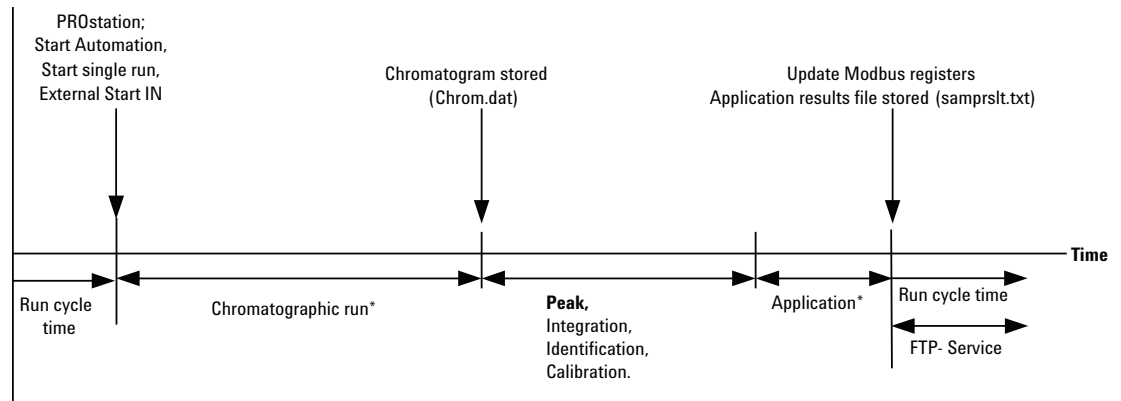 PROstation;
Start Automation,
Start single run,
External Start IN
Chromatogram stored
(Chrom.dat)
Update Modbus registers
Application results file stored (samprslt.txt)
Time
Run cycle
time
Chromatographic run*
Peak,
Integration,
Identification,
Calibration.
Application*
Run cycle time
FTP- Service